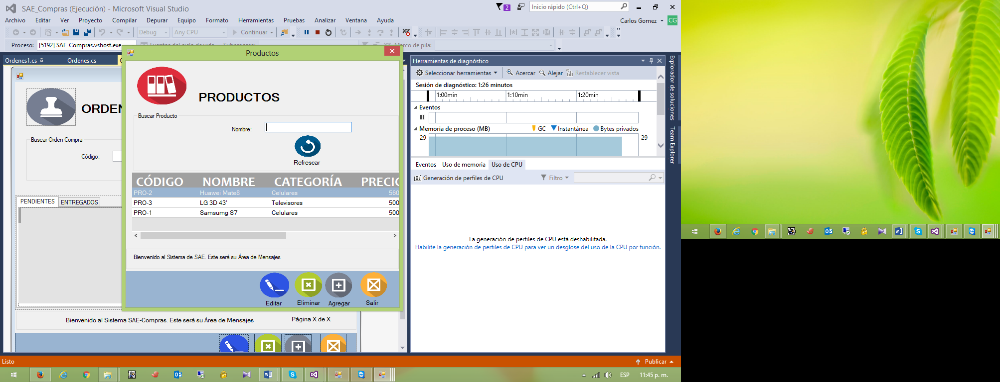 SAE_Compras (Ejecución) - Microsoft Visual Studio
2
Inicio rápido (Ctrl+Q)
Archivo Editar Ver Proyecto Compilar Depurar Equipo Formato Herramientas Pruebas Analizar Ventana Ayuda
Carlos Gomez CG
Debug Any CPU Continuar
Proceso: [5192] SAE_Compras.vshost.exe Marco de pila:
Ordenes1.cs Ordenes.cs
ORDEN
Buscar Orden Compra
Código:
PENDIENTES ENTREGADOS
Bienvenido al Sistema SAE-Compras. Este será su Área de Mensajes
Página X de X
Productos
PRODUCTOS
Buscar Producto
Nombre:
Refrescar
CÓDIGO NOMBRE CATEGORÍA PRECIO
PRO-2 Huawei Mate8 Celulares 560
PRO-3 LG 3D 43' Televisores 500
PRO-1 Samsumg S7 Celulares 500
Bienvenido al Sistema de SAE. Este será su Área de Mensajes
Editar Eliminar Agregar Salir
Herramientas de diagnóstico
Seleccionar herramientas Acercar Alejar Restablecer vista
Sesión de diagnóstico: 1:26 minutos
1:00min 1:10min 1:20min
Eventos
Memoria de proceso (MB) GC Instantánea Bytes privados
29 29
Eventos Uso de memoria Uso de CPU
Generación de perfiles de CPU Filtro
La generación de perfiles de CPU está deshabilitada.
Habilite la generación de perfiles de CPU para ver un desglose del uso de la CPU por función.
Explorador de soluciones
Team Explorer
Listo
Publicar
ESP 11:45 p. m.